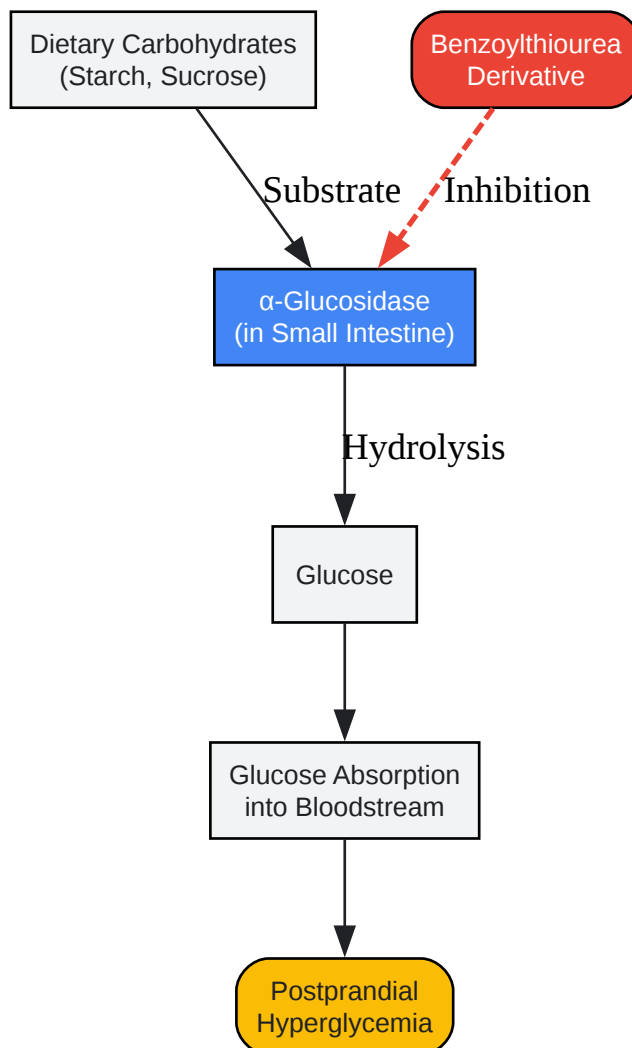 Dietary Carbohydrates
(Starch, Sucrose)
Benzoylthiourea
Derivative
Substrate
Inhibition
α-Glucosidase
(in Small Intestine)
Hydrolysis
Glucose
Glucose Absorption
into Bloodstream
Postprandial
Hyperglycemia